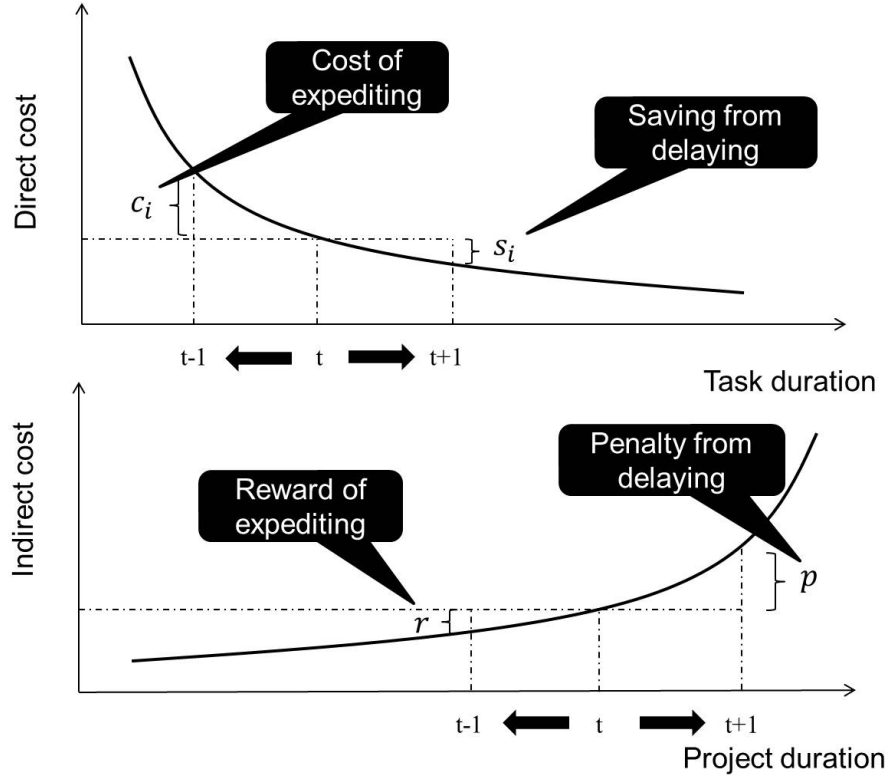 Direct cost
Cost of
expediting
Saving from
delaying
c_i
s_i
t-1
t
t+1
Task duration
Indirect cost
Reward of
expediting
Penalty from
delaying
r
p
t-1
t
t+1
Project duration